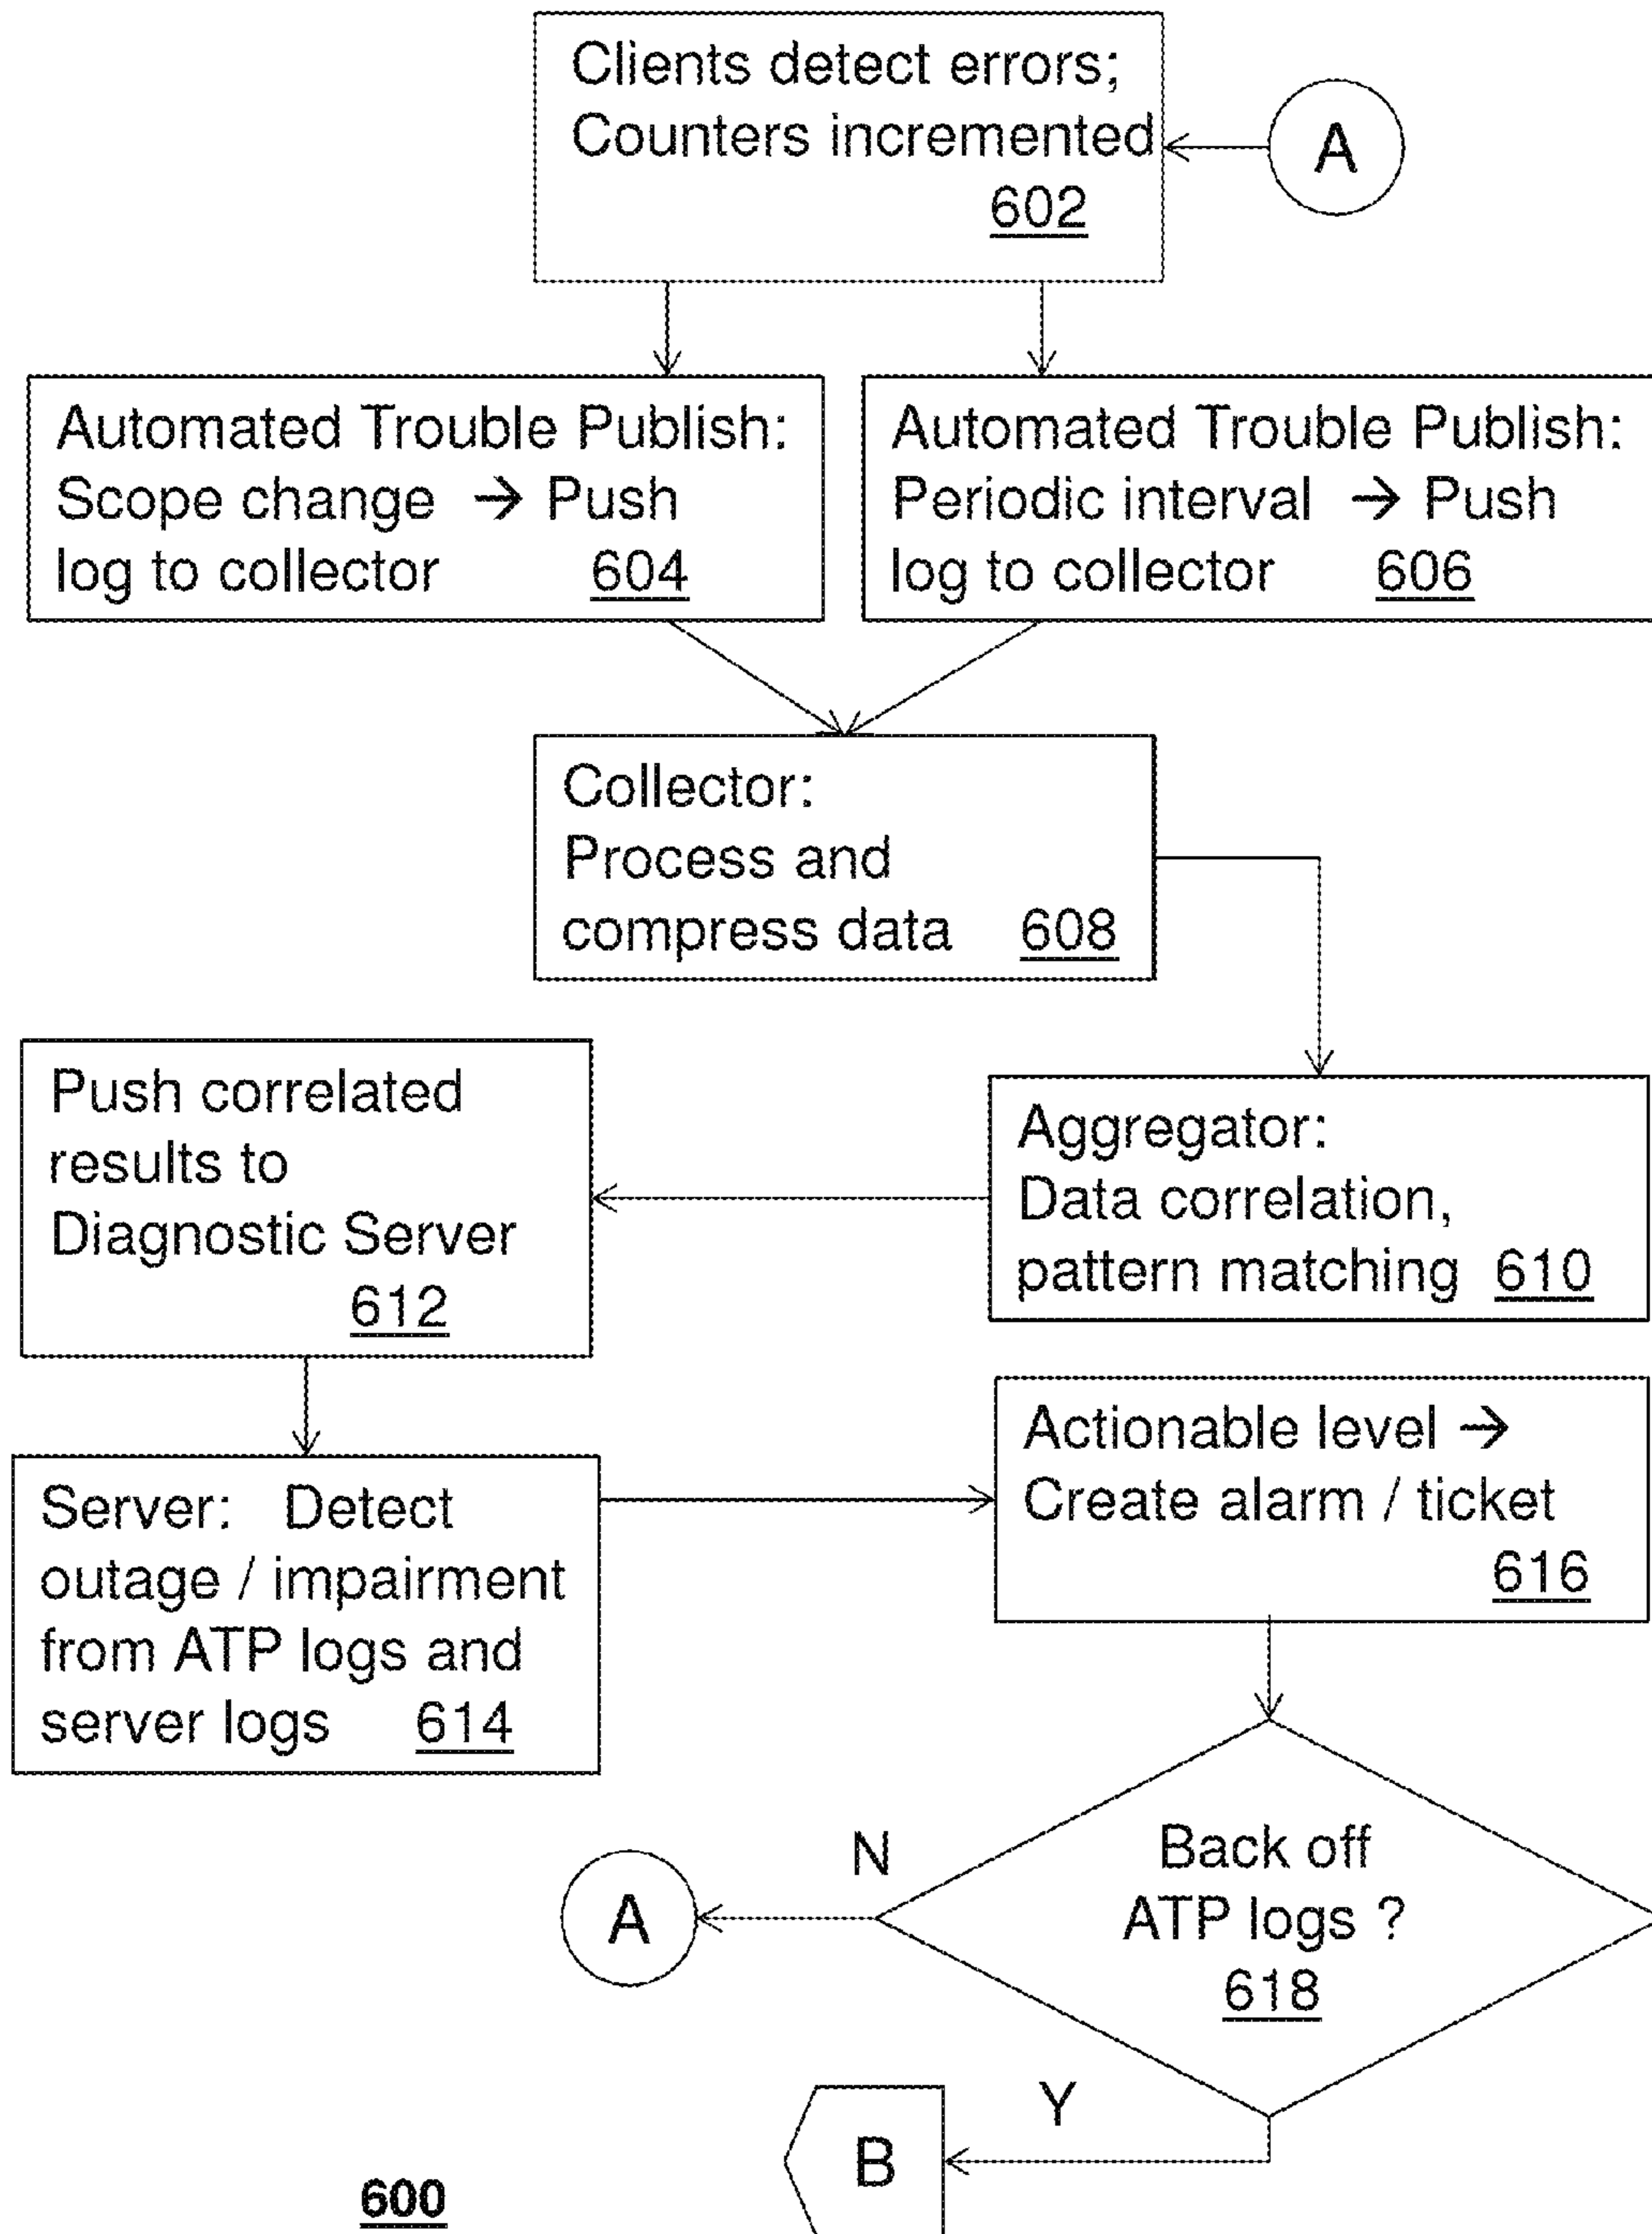 Clients detect errors;
Counters incremented
602
A
Automated Trouble Publish:
Scope change → Push
log to collector 604
Automated Trouble Publish:
Periodic interval → Push
log to collector 606
Collector:
Process and
compress data 608
Push correlated
results to
Diagnostic Server
612
Aggregator:
Data correlation,
pattern matching 610
Server: Detect
outage / impairment
from ATP logs and
server logs 614
Actionable level →
Create alarm / ticket
616
Back off
ATP logs ?
618
N
A
Y
B
600